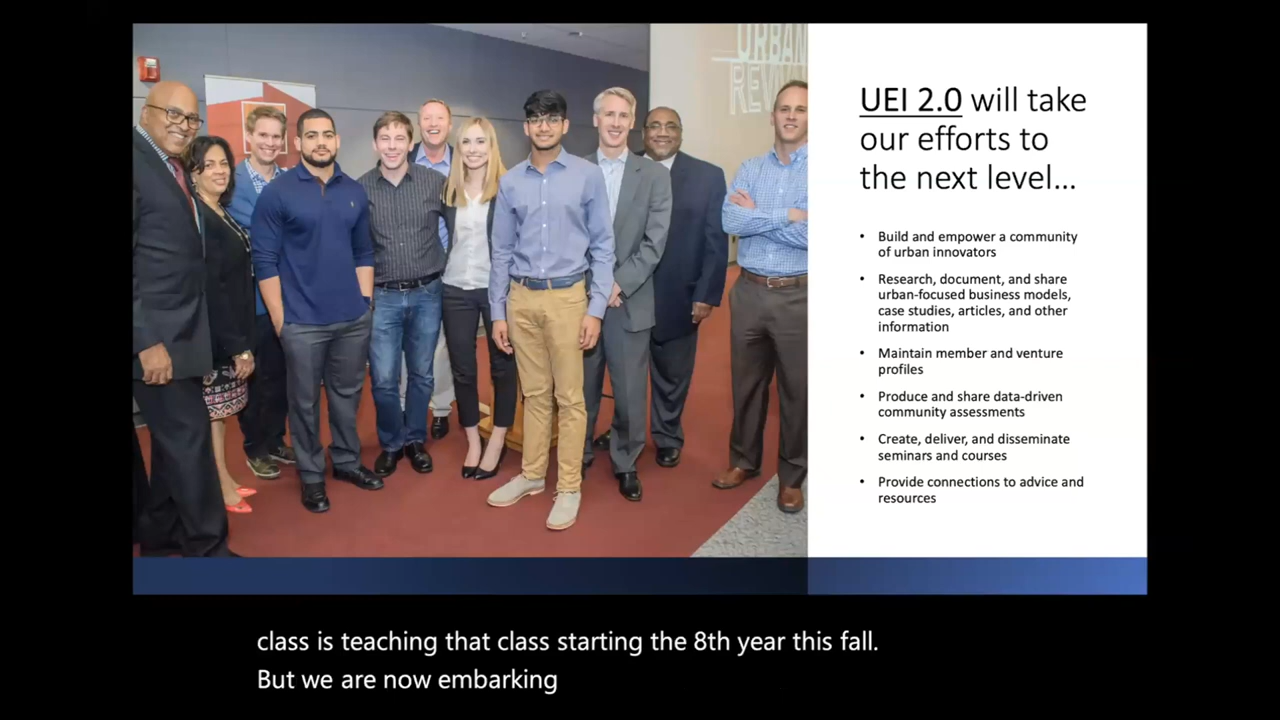 URBAN
UEI 2.0 will take
our efforts to
the next level...
• Build and empower a community
of urban innovators
• Research, document, and share
urban-focused business models,
case studies, articles, and other
information
• Maintain member and venture
profiles
• Produce and share data-driven
community assessments
• Create, deliver, and disseminate
seminars and courses
• Provide connections to advice and
resources
class is teaching that class starting the 8th year this fall.
But we are now embarking